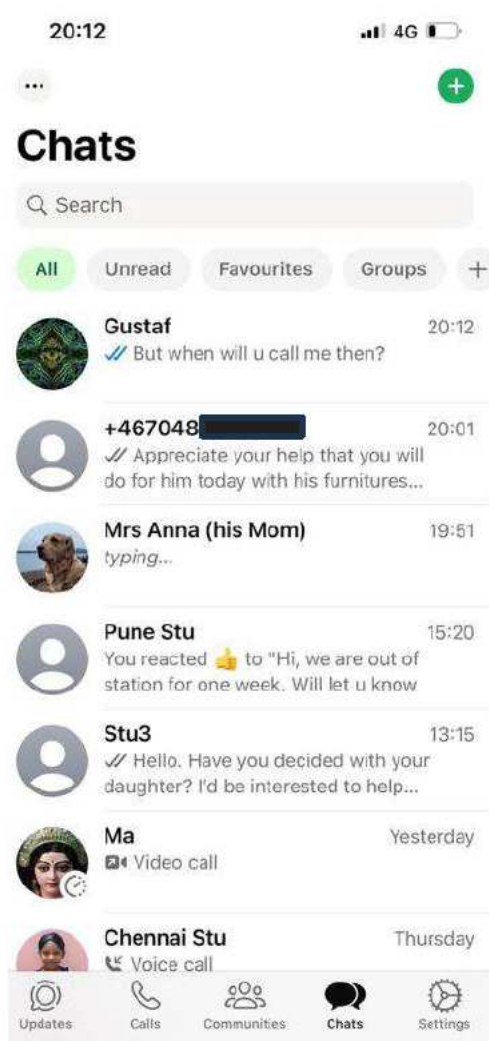 20:12
4G
Chats
Search
All Unread Favourites Groups +
Gustaf 20:12
But when will u call me then?
+467048 20:01
Appreciate your help that you will
do for him today with his furnitures...
Mrs Anna (his Mom) 19:51
typing...
Pune Stu 15:20
You reacted 👍 to "Hi, we are out of
station for one week. Will let u know
Stu3 13:15
Hello. Have you decided with your
daughter? I'd be interested to help...
Ma Yesterday
Video call
Chennai Stu Thursday
Voice call
Updates Calls Communities Chats Settings